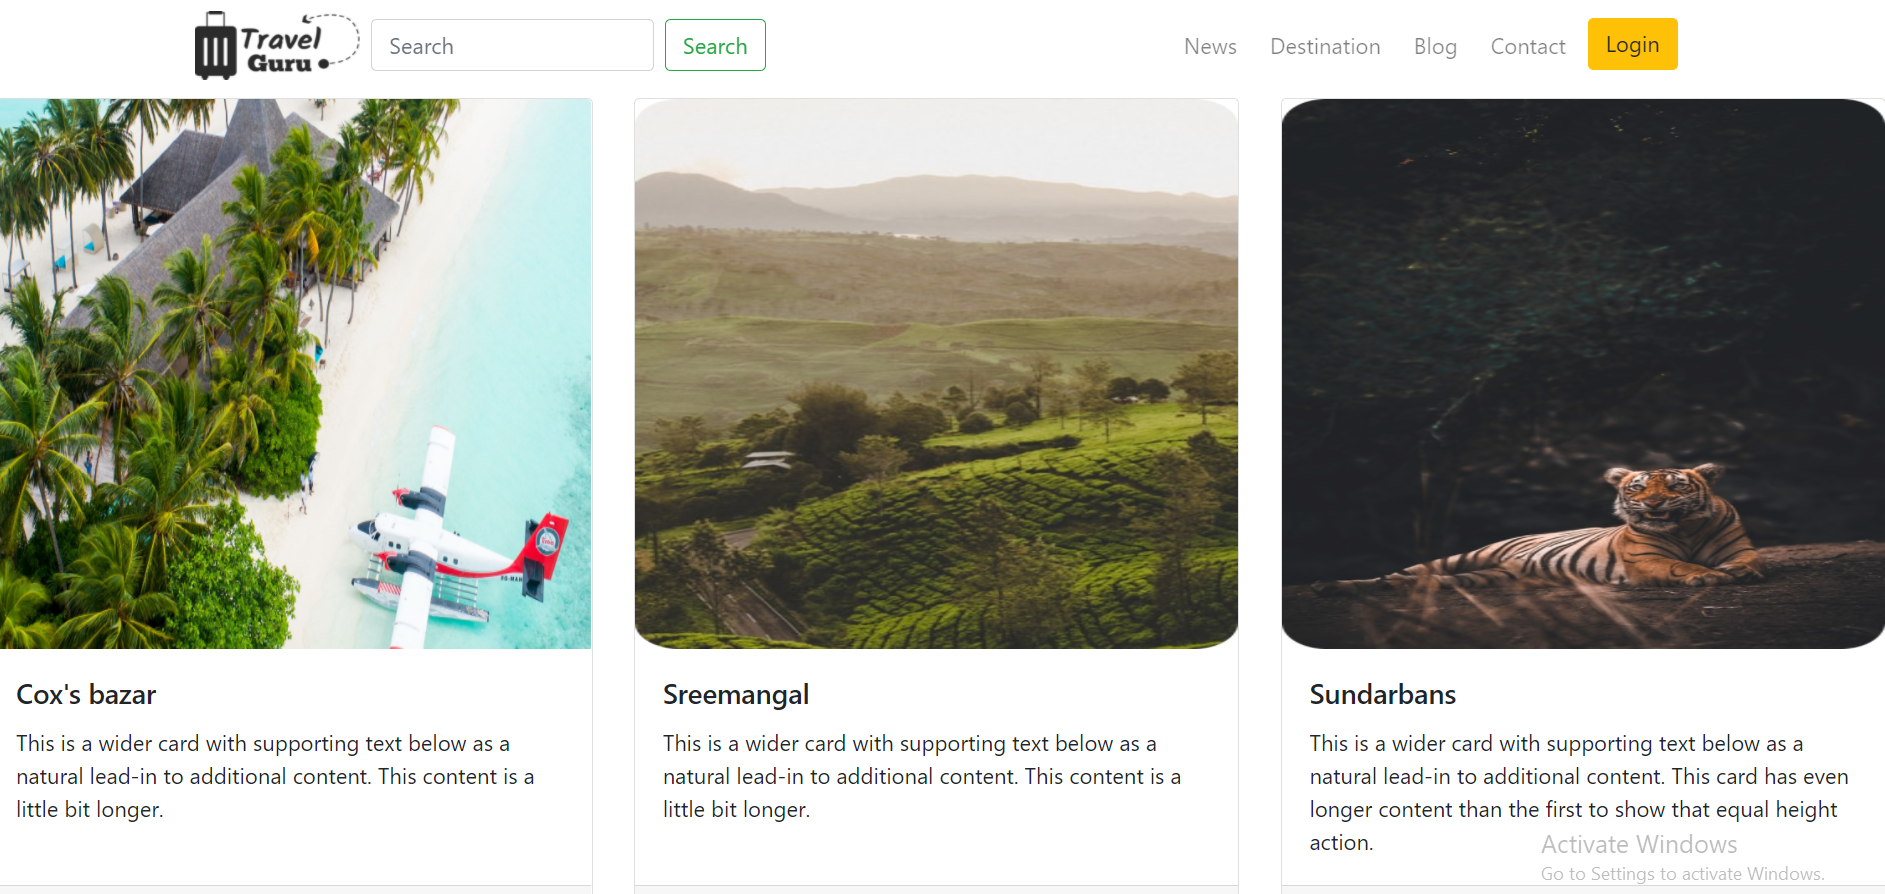 Travel
Guru
Search
Search
News
Destination
Blog
Contact
Login
Cox's bazar
This is a wider card with supporting text below as a
natural lead-in to additional content. This content is a
little bit longer.
Sreemangal
This is a wider card with supporting text below as a
natural lead-in to additional content. This content is a
little bit longer.
Sundarbans
This is a wider card with supporting text below as a
natural lead-in to additional content. This card has even
longer content than the first to show that equal height
action.
Activate Windows
Go to Settings to activate Windows.